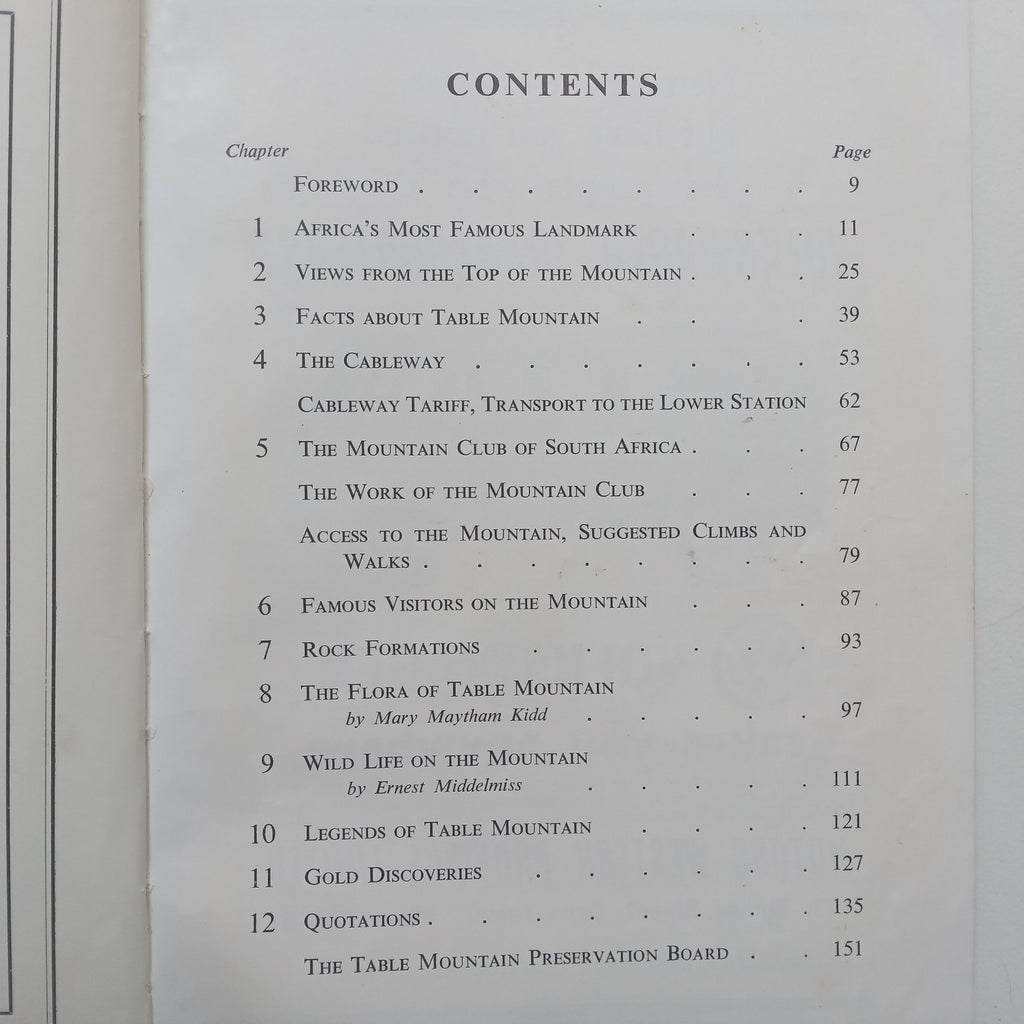 CONTENTS
Chapter Page
FOREWORD . . . . . . . . 9
1 AFRICA'S MOST FAMOUS LANDMARK . . . 11
2 VIEWS FROM THE TOP OF THE MOUNTAIN . , . 25
3 FACTS ABOUT TABLE MOUNTAIN . . . 39
4 THE CABLEWAY . . . . . . . 53
CABLEWAY TARIFF, TRANSPORT TO THE LOWER STATION 62
5 THE MOUNTAIN CLUB OF SOUTH AFRICA . . . 67
THE WORK OF THE MOUNTAIN CLUB . . . 77
ACCESS TO THE MOUNTAIN, SUGGESTED CLIMBS AND
WALKS . . . . . . . . 79
6 FAMOUS VISITORS ON THE MOUNTAIN . . . 87
7 ROCK FORMATIONS . . . . . . 93
8 THE FLORA OF TABLE MOUNTAIN
by Mary Maytham Kidd . . . . . 97
9 WILD LIFE ON THE MOUNTAIN
by Ernest Middelmiss . . . . . 111
10 LEGENDS OF TABLE MOUNTAIN . . . . 121
11 GOLD DISCOVERIES . . . . . . 127
12 QUOTATIONS . . . . . . . . 135
THE TABLE MOUNTAIN PRESERVATION BOARD . . 151